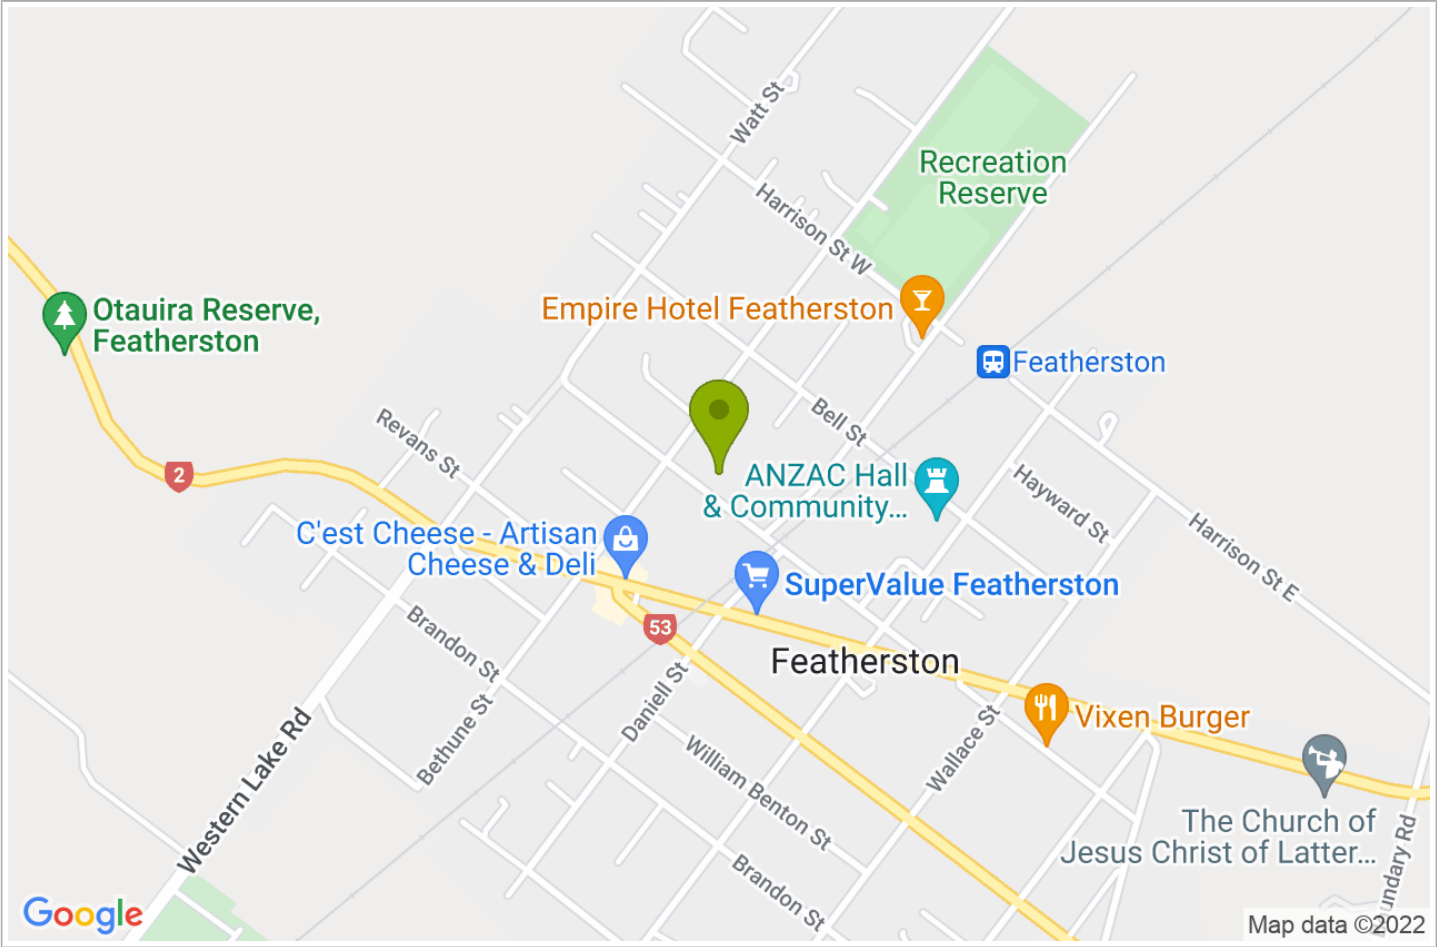 Watt St
Recreation
Reserve
Harrison St W
Otauira Reserve,
Featherston
Empire Hotel Featherston
Featherston
Bell St
Revans St
2
ANZAC Hall
& Community...
Hayward St
Harrison St E
C'est Cheese - Artisan
Cheese & Deli
SuperValue Featherston
53
Brandon St
Featherston
Daniell St
Bethune St
Western Lake Rd
Vixen Burger
Wallace St
William Benton St
The Church of
Jesus Christ of Latter...
Brandon St
undary Rd
Google
Map data ©2022